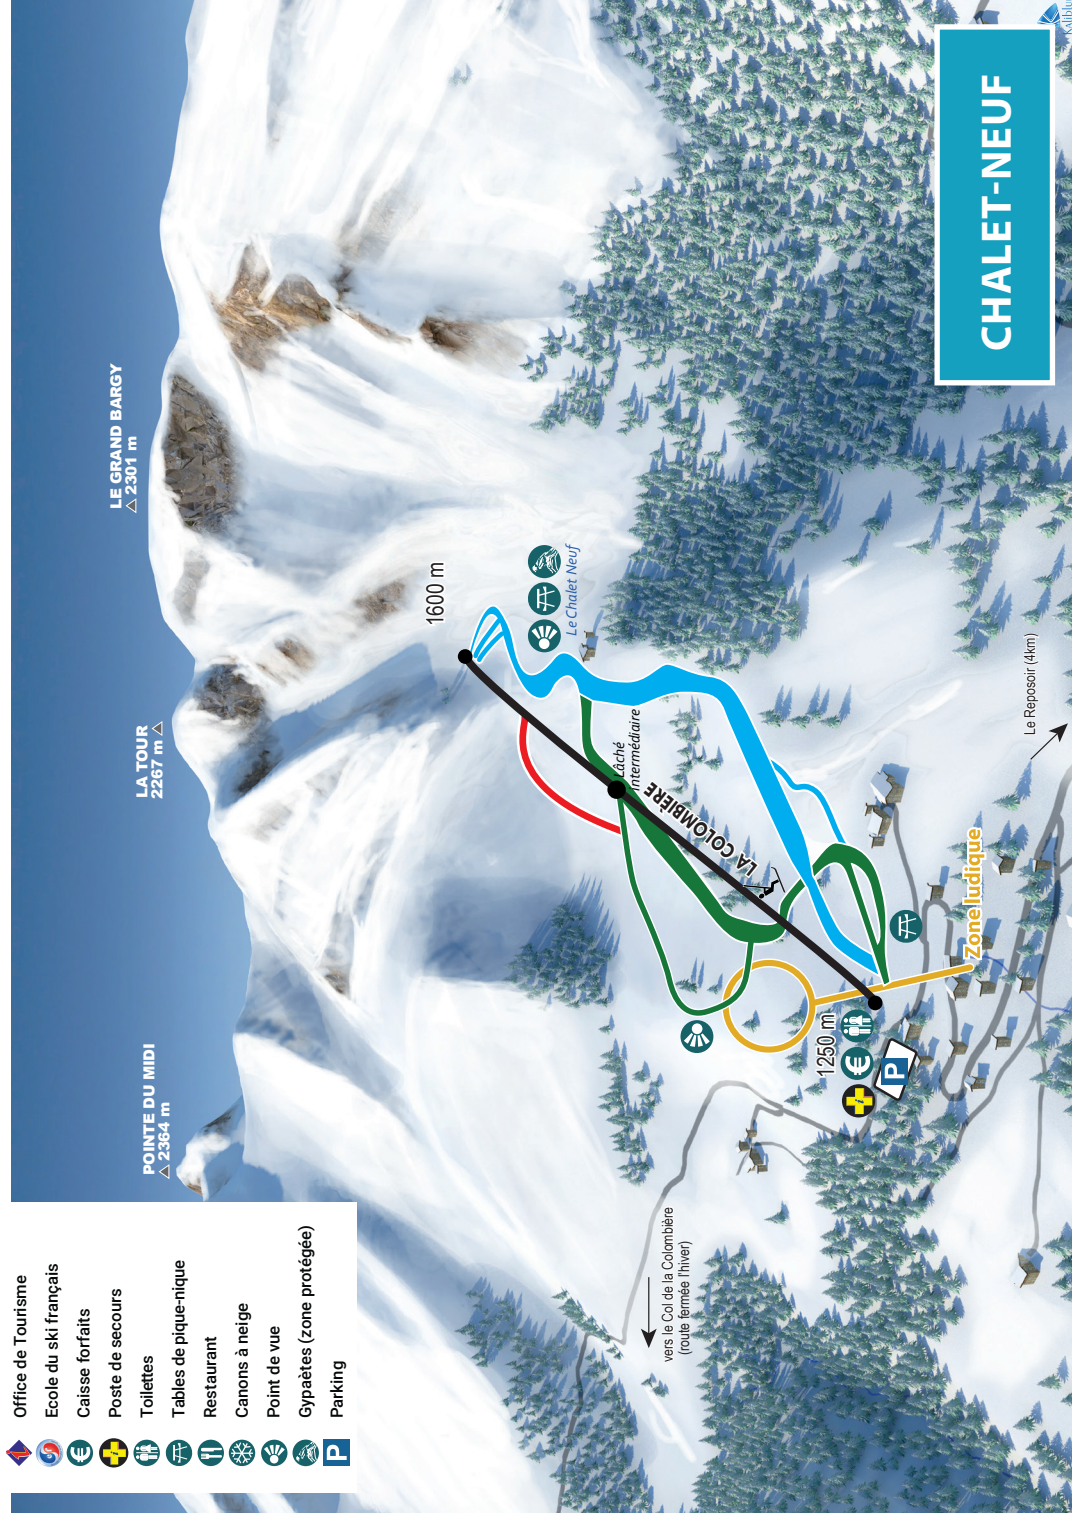 Office de Tourisme
Ecole du ski français
Caisse forfaits
Poste de secours
Toilettes
Tables de pique-nique
Restaurant
Canons à neige
Point de vue
Gypaètes (zone protégée)
P Parking
POINTE DU MIDI
2364 m
LA TOUR
2267 m
LE GRAND BARGY
2301 m
1600 m
Le Chalet Neuf
Lâché
intermédiaire
LA COLOMBIÈRE
1250 m
€
i
P
Zone ludique
vers le Col de la Colombière
(route fermée l'hiver)
Le Reposoir (4km)
CHALET-NEUF